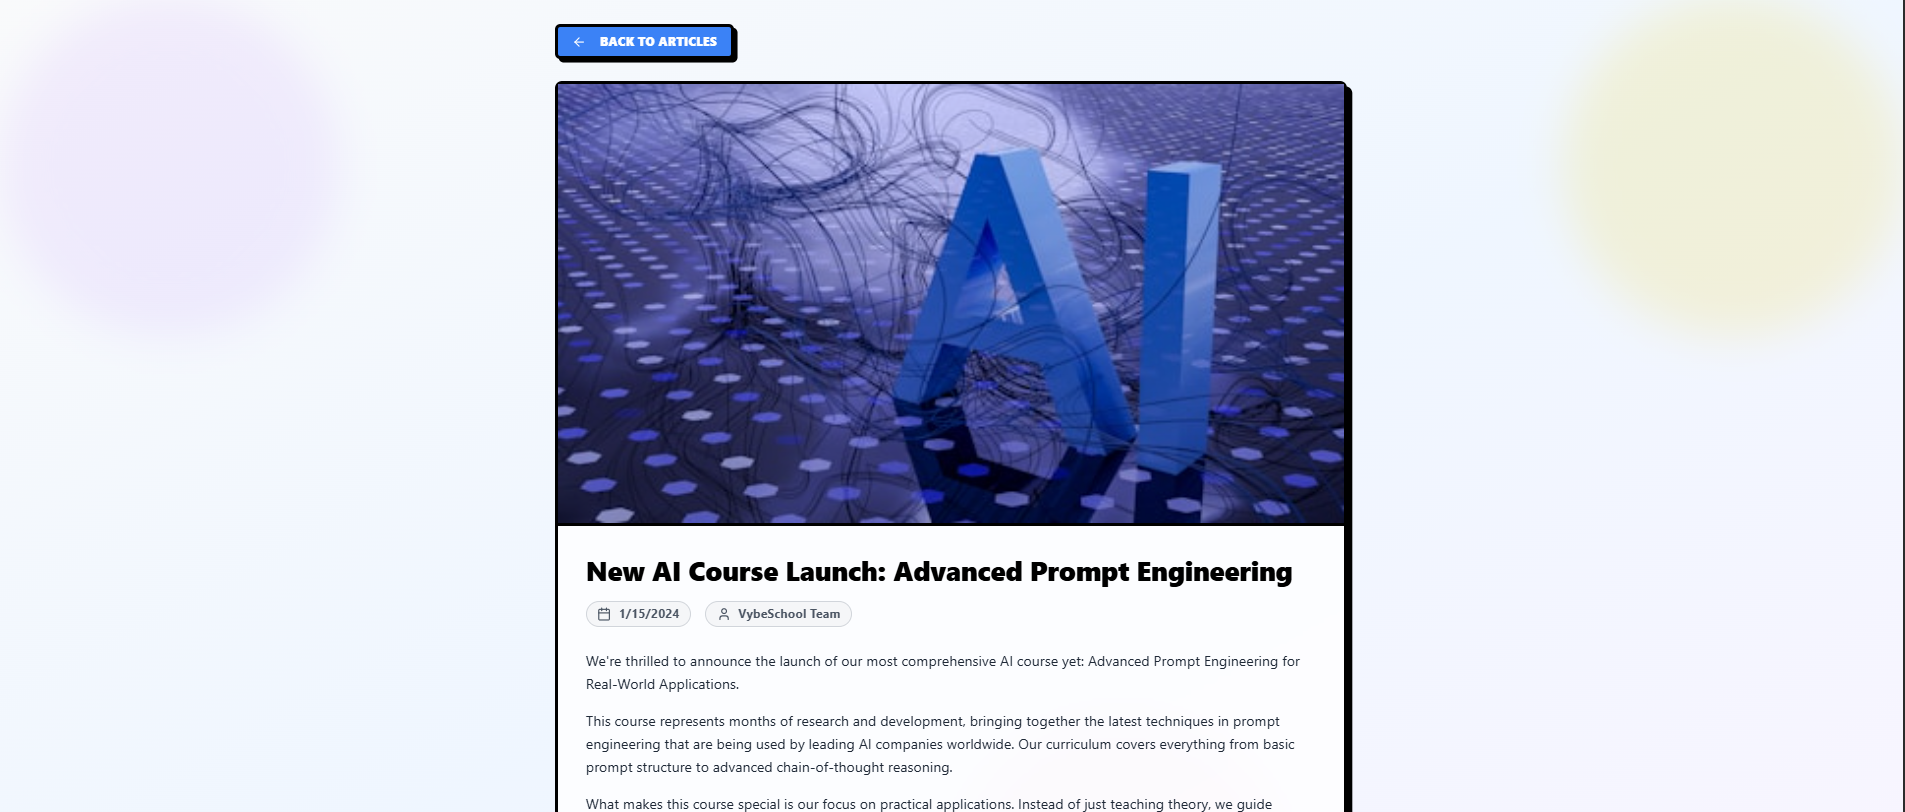 BACK TO ARTICLES
AI
New AI Course Launch: Advanced Prompt Engineering
1/15/2024
VybeSchool Team
We're thrilled to announce the launch of our most comprehensive AI course yet: Advanced Prompt Engineering for
Real-World Applications.
This course represents months of research and development, bringing together the latest techniques in prompt
engineering that are being used by leading AI companies worldwide. Our curriculum covers everything from basic
prompt structure to advanced chain-of-thought reasoning.
What makes this course special is our focus on practical applications. Instead of just teaching theory, we guide